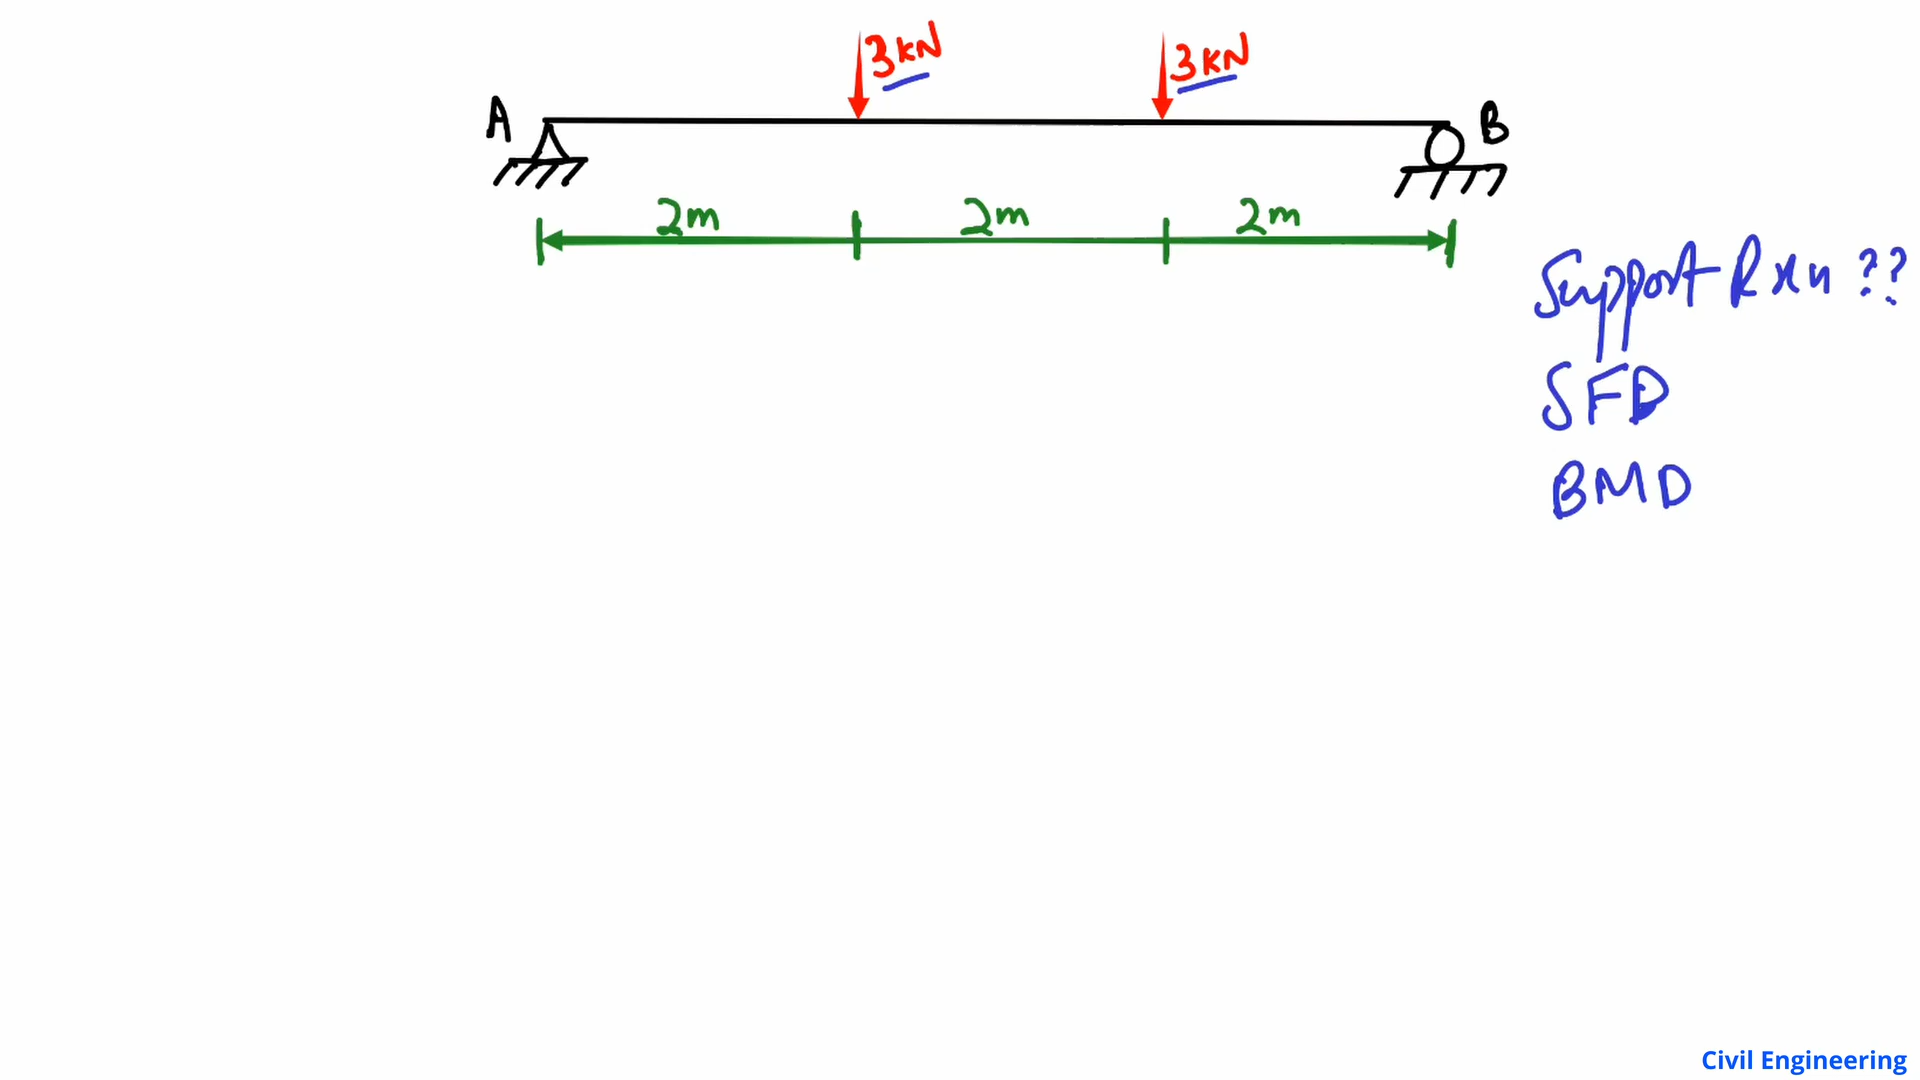 3kN 3kN
A B
2m 2m 2m
Support Rxn ??
SFD
BMD
Civil Engineering